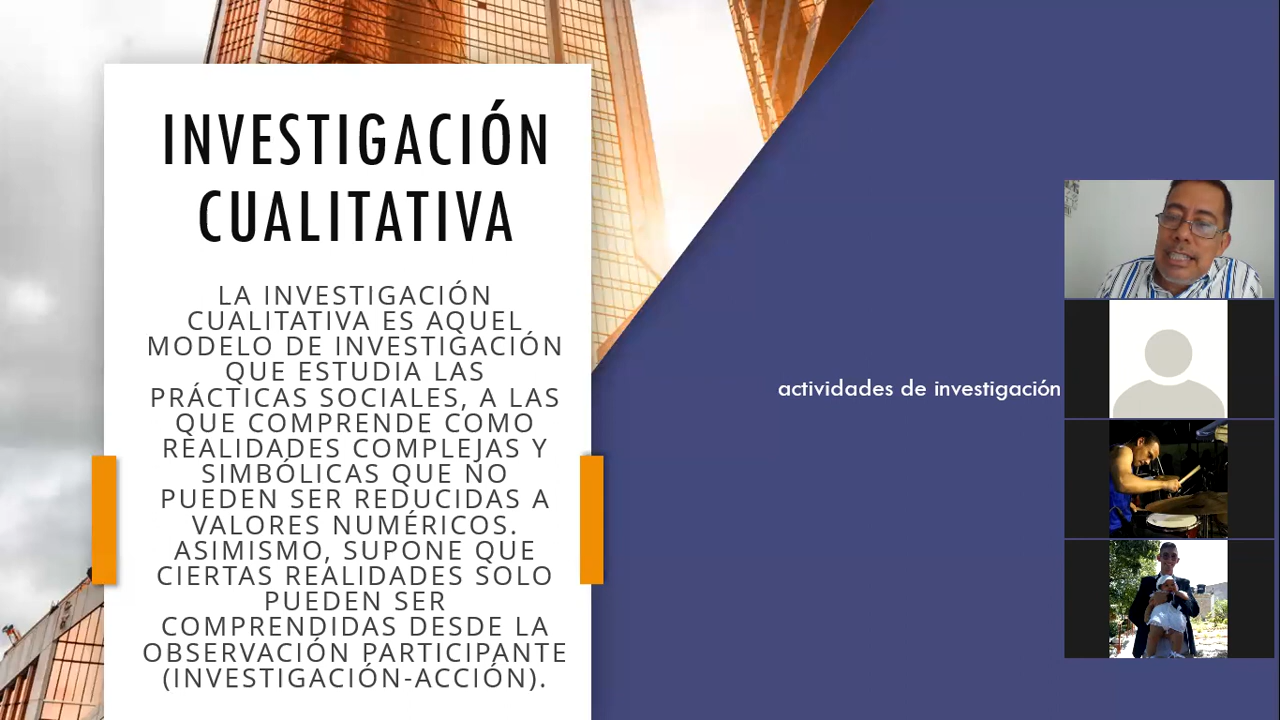 INVESTIGACIÓN
CUALITATIVA
LA INVESTIGACIÓN
CUALITATIVA ES AQUEL
MODELO DE INVESTIGACIÓN
QUE ESTUDIA LAS
PRÁCTICAS SOCIALES, A LAS
QUE COMPRENDE COMO
REALIDADES COMPLEJAS Y
SIMBÓLICAS QUE NO
PUEDEN SER REDUCIDAS A
VALORES NUMÉRICOS.
ASIMISMO, SUPONE QUE
CIERTAS REALIDADES SOLO
PUEDEN SER
COMPRENDIDAS DESDE LA
OBSERVACIÓN PARTICIPANTE
(INVESTIGACIÓN-ACCIÓN).
actividades de investigación